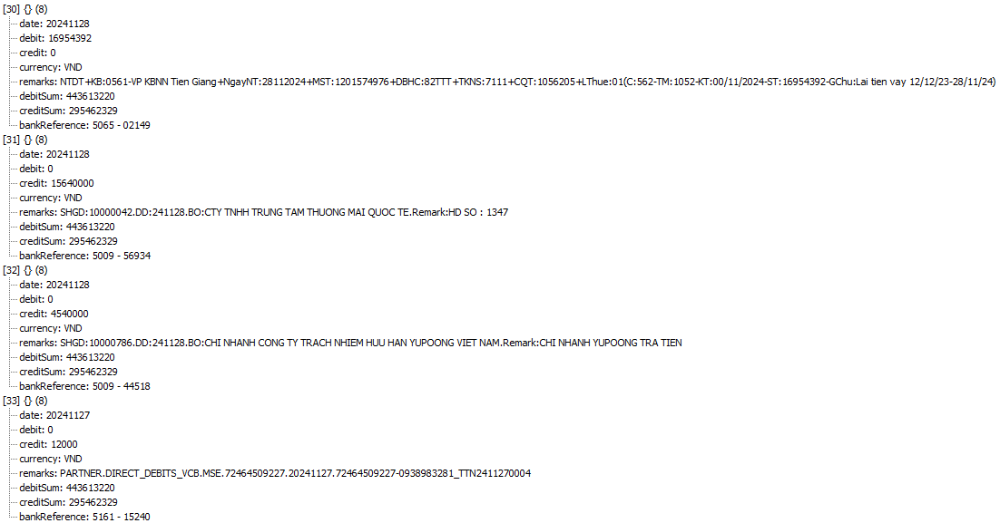 [30] {} (8)
date: 20241128
debit: 16954392
credit: 0
currency: VND
remarks: NTDT+KB:0561-VP KBNN Tien Giang+NgayNT:28112024+MST:1201574976+DBHC:82TTT+TKNS:7111+CQT:1056205+LThue:01(C:562-TM:1052-KT:00/11/2024-ST:16954392-GChu:Lai tien vay 12/12/23-28/11/24)
debitSum: 443613220
creditSum: 295462329
bankReference: 5065 - 02149
[31] {} (8)
date: 20241128
debit: 0
credit: 15640000
currency: VND
remarks: SHGD:10000042.DD:241128.BO:CTY TNHH TRUNG TAM THUONG MAI QUOC TE.Remark:HD SO : 1347
debitSum: 443613220
creditSum: 295462329
bankReference: 5009 - 56934
[32] {} (8)
date: 20241128
debit: 0
credit: 4540000
currency: VND
remarks: SHGD:10000786.DD:241128.BO:CHI NHANH CONG TY TRACH NHIEM HUU HAN YUPOONG VIET NAM.Remark:CHI NHANH YUPOONG TRA TIEN
debitSum: 443613220
creditSum: 295462329
bankReference: 5009 - 44518
[33] {} (8)
date: 20241127
debit: 0
credit: 12000
currency: VND
remarks: PARTNER.DIRECT_DEBITS_VCB.MSE.72464509227.20241127.72464509227-0938983281_TTN2411270004
debitSum: 443613220
creditSum: 295462329
bankReference: 5161 - 15240